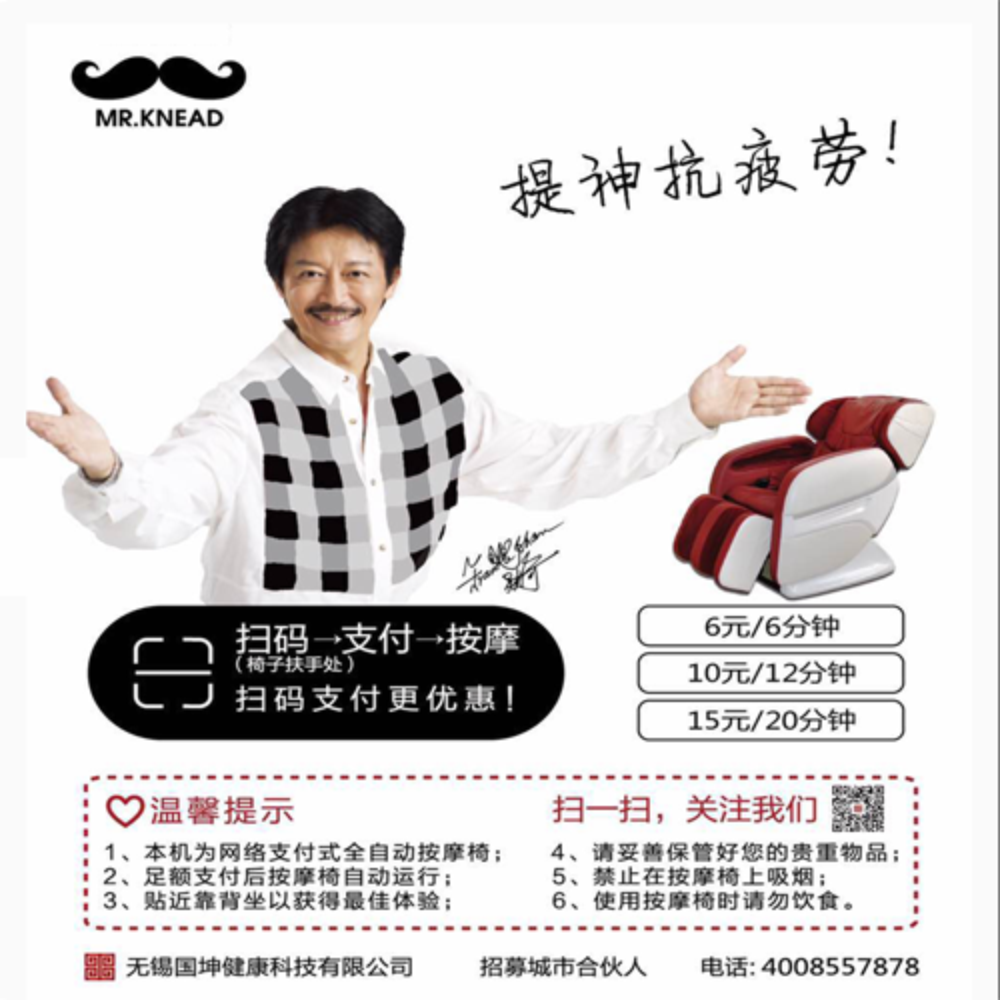 MR.KNEAD
提神抗疲劳!
扫码→支付→按摩
(椅子扶手处)
扫码支付更优惠!
6元/6分钟
10元/12分钟
15元/20分钟
温馨提示
1、本机为网络支付式全自动按摩椅;
2、足额支付后按摩椅自动运行;
3、贴近靠背坐以获得最佳体验;
扫一扫,关注我们
4、请妥善保管好您的贵重物品;
5、禁止在按摩椅上吸烟;
6、使用按摩椅时请勿饮食。
无锡国坤健康科技有限公司
招募城市合伙人
电话: 4008557878